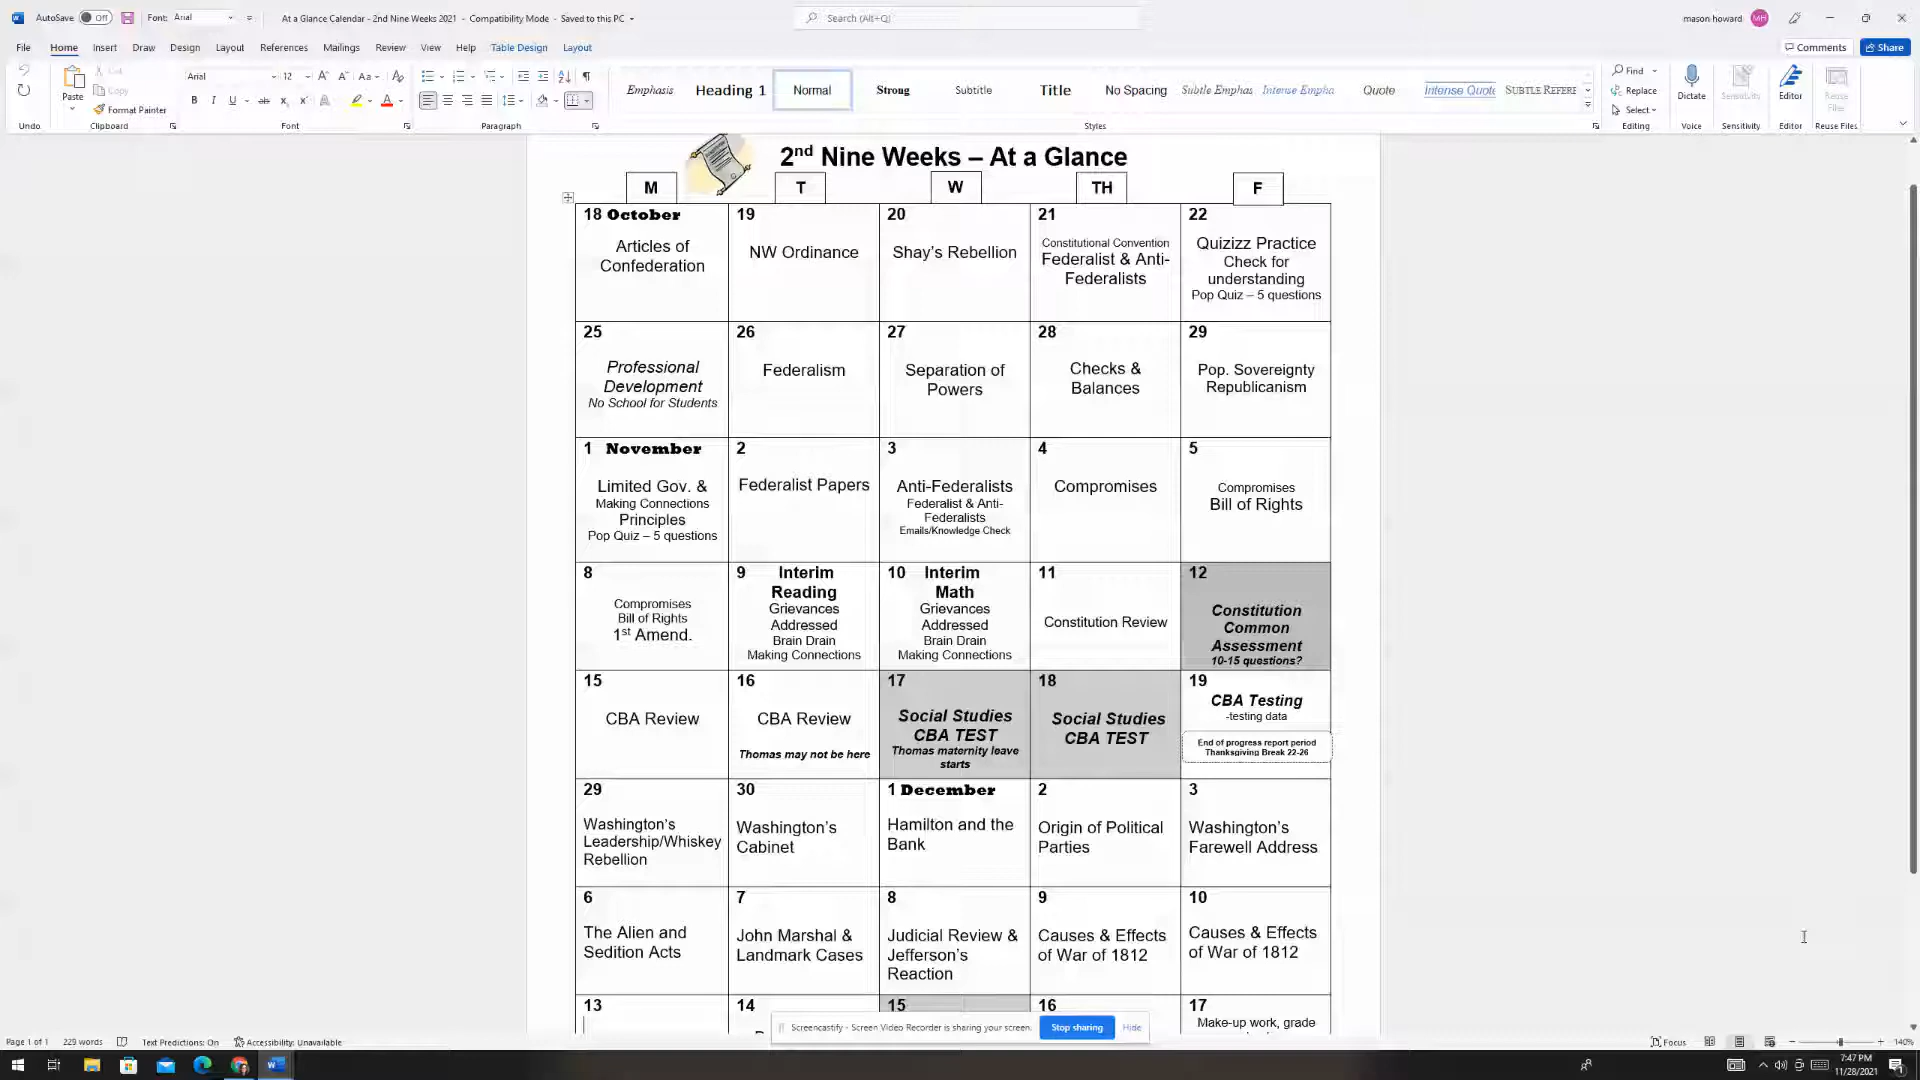 AutoSave Off Font: Arial At a Glance Calendar - 2nd Nine Weeks 2021 - Compatibility Mode - Saved to this PC Search (Alt+Q) mason howard MH
File Home Insert Draw Design Layout References Mailings Review View Help Table Design Layout Comments Share
Paste Cut Copy Format Painter
Arial 12
Emphasis Heading 1 Normal Strong Subtitle Title No Spacing Subtle Emphas Intense Empha Quote Intense Quote SUBTLE REFERE
Find Replace Select Dictate Sensitivity Editor Reuse Files
Undo Clipboard Font Paragraph Styles Editing Voice Sensitivity Editor Reuse Files
2nd Nine Weeks – At a Glance
M T W TH F
18 October
Articles of
Confederation
19
NW Ordinance
20
Shay's Rebellion
21
Constitutional Convention
Federalist & Anti-
Federalists
22
Quizizz Practice
Check for
understanding
Pop Quiz – 5 questions
25
Professional
Development
No School for Students
26
Federalism
27
Separation of
Powers
28
Checks &
Balances
29
Pop. Sovereignty
Republicanism
1 November
Limited Gov. &
Making Connections
Principles
Pop Quiz – 5 questions
2
Federalist Papers
3
Anti-Federalists
Federalist & Anti-
Federalists
Emails/Knowledge Check
4
Compromises
5
Compromises
Bill of Rights
8
Compromises
Bill of Rights
1st Amend.
9 Interim
Reading
Grievances
Addressed
Brain Drain
Making Connections
10 Interim
Math
Grievances
Addressed
Brain Drain
Making Connections
11
Constitution Review
12
Constitution
Common
Assessment
10-15 questions?
15
CBA Review
16
CBA Review
Thomas may not be here
17
Social Studies
CBA TEST
Thomas maternity leave
starts
18
Social Studies
CBA TEST
19
CBA Testing
-testing data
End of progress report period
Thanksgiving Break 22-26
29
Washington's
Leadership/Whiskey
Rebellion
30
Washington's
Cabinet
1 December
Hamilton and the
Bank
2
Origin of Political
Parties
3
Washington's
Farewell Address
6
The Alien and
Sedition Acts
7
John Marshal &
Landmark Cases
8
Judicial Review &
Jefferson's
Reaction
9
Causes & Effects
of War of 1812
10
Causes & Effects
of War of 1812
13
14
15
16
17
Make-up work, grade
Screencastify - Screen Video Recorder is sharing your screen. Stop sharing Hide
Page 1 of 1 229 words Text Predictions: On Accessibility: Unavailable Focus 140%
7:47 PM
11/28/2021